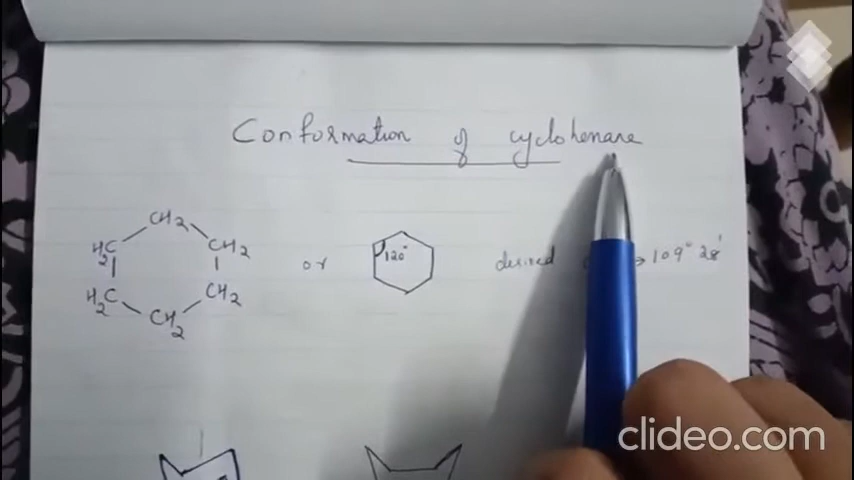 Conformation of cyclohexane
CH2
H2C CH2
or 120° desired → 109° 28'
H2C CH2
CH2
clideo.com